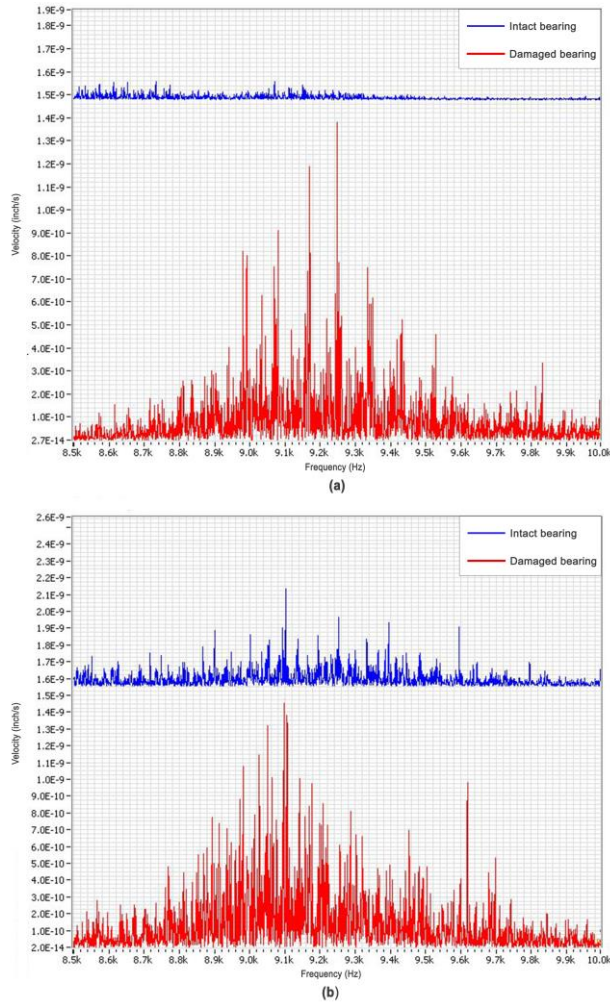 1.9E-9
1.8E-9
1.7E-9
1.6E-9
1.5E-9
1.4E-9
1.3E-9
1.2E-9
1.1E-9
1.0E-9
9.0E-10
8.0E-10
7.0E-10
6.0E-10
5.0E-10
4.0E-10
3.0E-10
2.0E-10
1.0E-10
2.7E-14
Velocity (inch/s)
Intact bearing
Damaged bearing
8.5k 8.6k 8.7k 8.8k 8.9k 9.0k 9.1k 9.2k 9.3k 9.4k 9.5k 9.6k 9.7k 9.8k 9.9k 10.0k
Frequency (Hz)
(a)
2.6E-9
2.4E-9
2.3E-9
2.2E-9
2.1E-9
2.0E-9
1.9E-9
1.8E-9
1.7E-9
1.6E-9
1.5E-9
1.4E-9
1.3E-9
1.2E-9
1.1E-9
1.0E-9
9.0E-10
8.0E-10
7.0E-10
6.0E-10
5.0E-10
4.0E-10
3.0E-10
2.0E-10
1.0E-10
2.0E-14
Velocity (inch/s)
Intact bearing
Damaged bearing
8.5k 8.6k 8.7k 8.8k 8.9k 9.0k 9.1k 9.2k 9.3k 9.4k 9.5k 9.6k 9.7k 9.8k 9.9k 10.0k
Frequency (Hz)
(b)